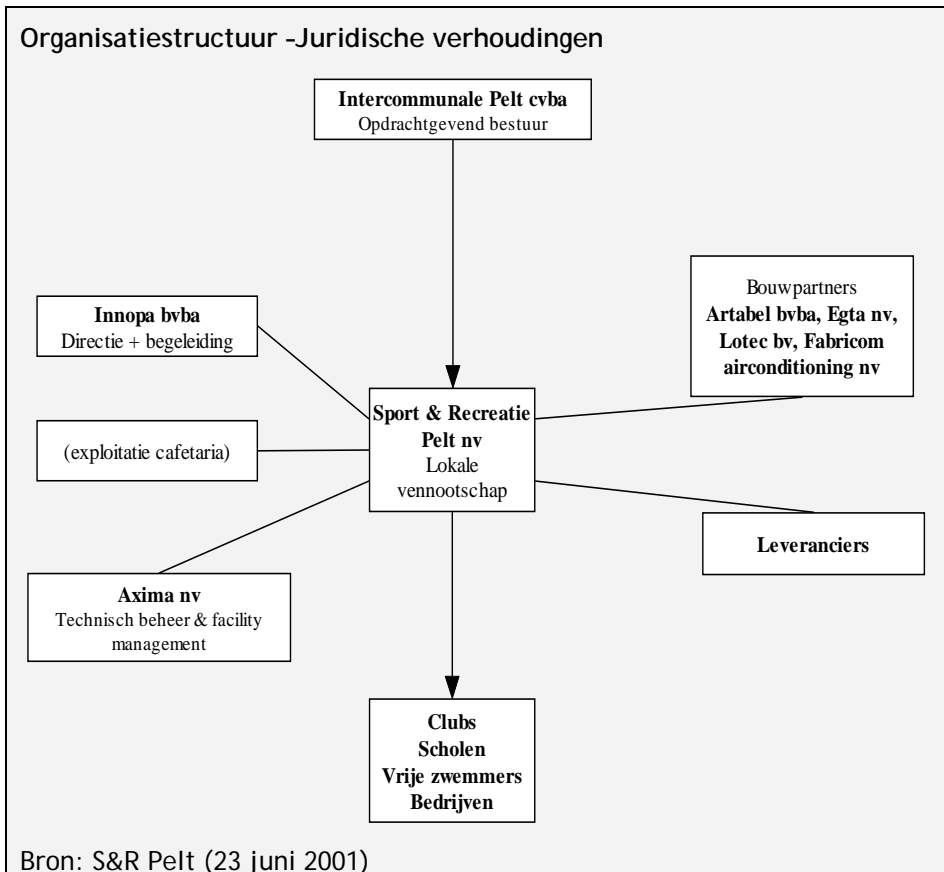 Organisatiestructuur -Juridische verhoudingen
Intercommunale Pelt cvba
Opdrachtgevend bestuur
Innopa bvba
Directie + begeleiding
Bouwpartners
Artabel bvba, Egta nv,
Lotec bv, Fabricom
airconditioning nv
(exploitatie cafetaria)
Sport & Recreatie
Pelt nv
Lokale
vennootschap
Axima nv
Technisch beheer & facility
management
Leveranciers
Clubs
Scholen
Vrije zwemmers
Bedrijven
Bron: S&R Pelt (23 juni 2001)